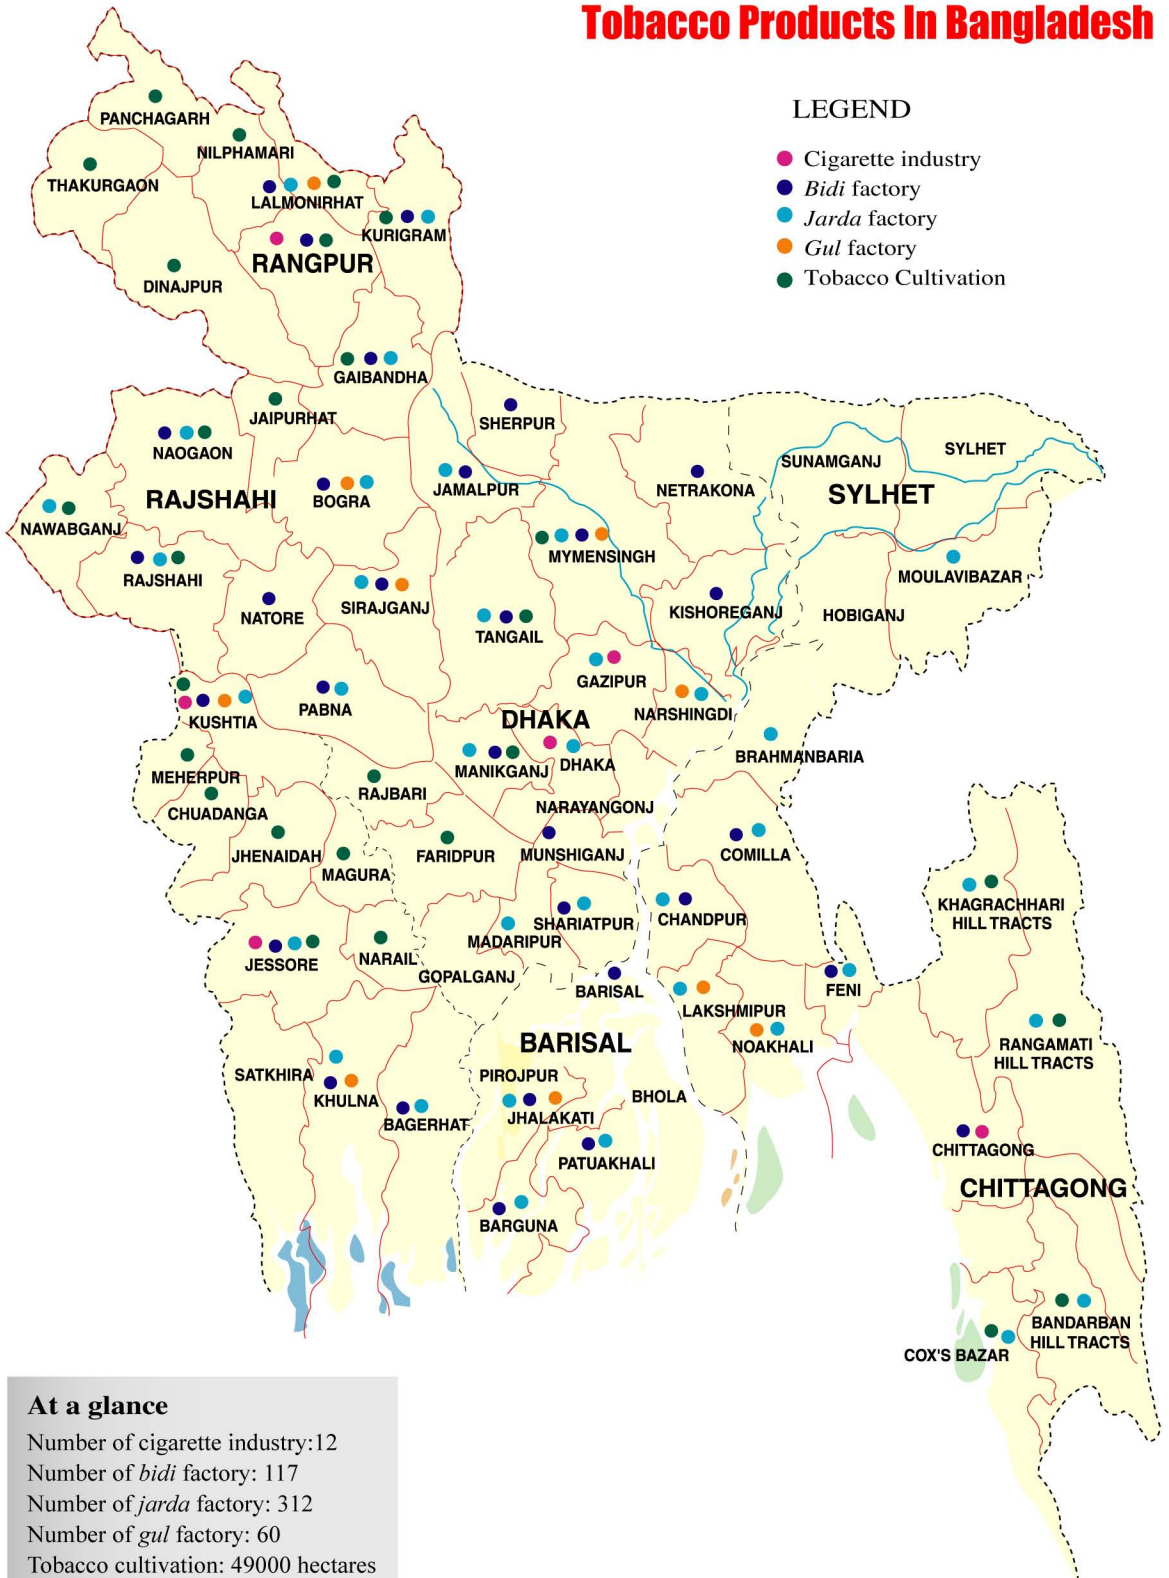 Tobacco Products In Bangladesh
LEGEND
Cigarette industry
Bidi factory
Jarda factory
Gul factory
Tobacco Cultivation
PANCHAGARH
NILPHAMARI
THAKURGAON
LALMONIRHAT
KURIGRAM
RANGPUR
DINAJPUR
GAIBANDHA
JAIPURHAT
SHERPUR
NAOGAON
SUNAMGANJ
SYLHET
RAJSHAHI
BOGRA
JAMALPUR
NETRAKONA
SYLHET
NAWABGANJ
MYMENSINGH
RAJSHAHI
MOULAVIBAZAR
SIRAJGANJ
KISHOREGANJ
HOBIGANJ
NATORE
TANGAIL
GAZIPUR
PABNA
NARSHINGDI
KUSHTIA
DHAKA
BRAHMANBARIA
MEHERPUR
MANIKGANJ
DHAKA
RAJBARI
CHUADANGA
NARAYANGONJ
JHENAIDAH
FARIDPUR
MUNSHIGANJ
COMILLA
MAGURA
KHAGRACHHARI
HILL TRACTS
SHARIATPUR
CHANDPUR
MADARIPUR
JESSORE
NARAIL
GOPALGANJ
BARISAL
FENI
LAKSHMIPUR
BARISAL
NOAKHALI
RANGAMATI
HILL TRACTS
SATKHIRA
PIROJPUR
KHULNA
BHOLA
BAGERHAT
JHALAKATI
CHITTAGONG
PATUAKHALI
CHITTAGONG
BARGUNA
BANDARBAN
HILL TRACTS
COX'S BAZAR
At a glance
Number of cigarette industry:12
Number of bidi factory: 117
Number of jarda factory: 312
Number of gul factory: 60
Tobacco cultivation: 49000 hectares